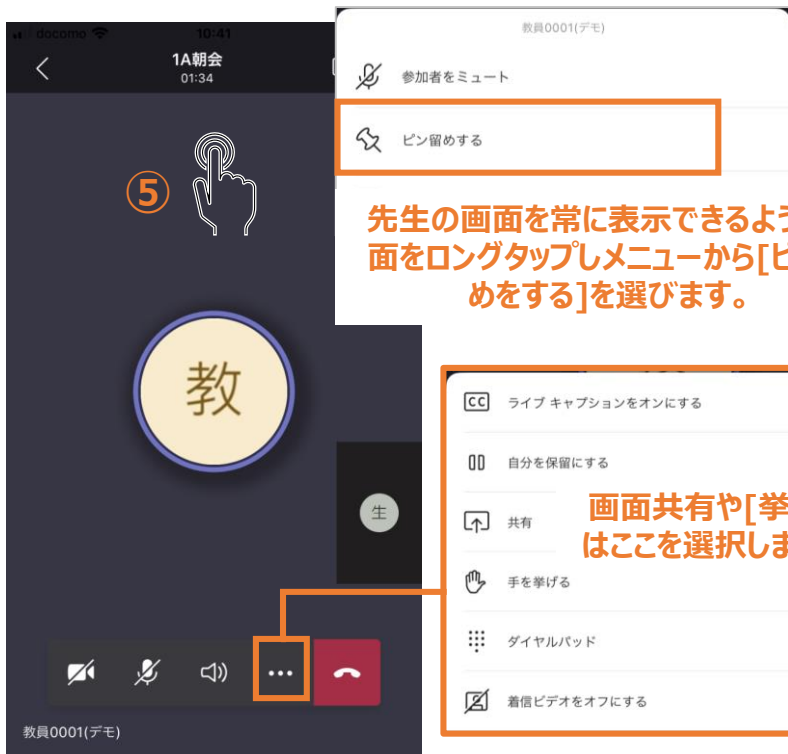 docomo 10:41
1A朝会
01:34
⑤
教
生
教員0001(デモ)
教員0001(デモ)
参加者をミュート
ピン留めする
先生の画面を常に表示できるよう
面をロングタップしメニューから[ピ
めをする]を選びます。
CC ライブ キャプションをオンにする
自分を保留にする
共有
画面共有や[挙
はここを選択しま
手を挙げる
ダイヤルパッド
着信ビデオをオフにする